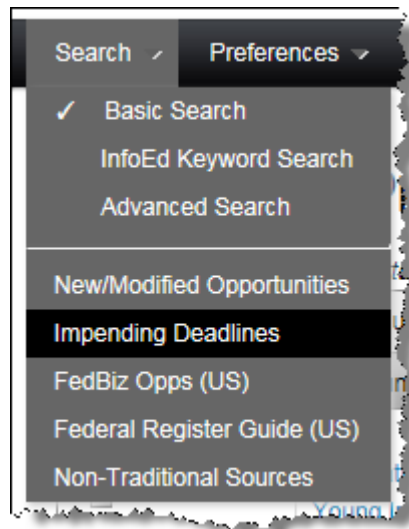 Search Preferences
✓ Basic Search
InfoEd Keyword Search
Advanced Search
New/Modified Opportunities
Impending Deadlines
FedBiz Opps (US)
Federal Register Guide (US)
Non-Traditional Sources
Young